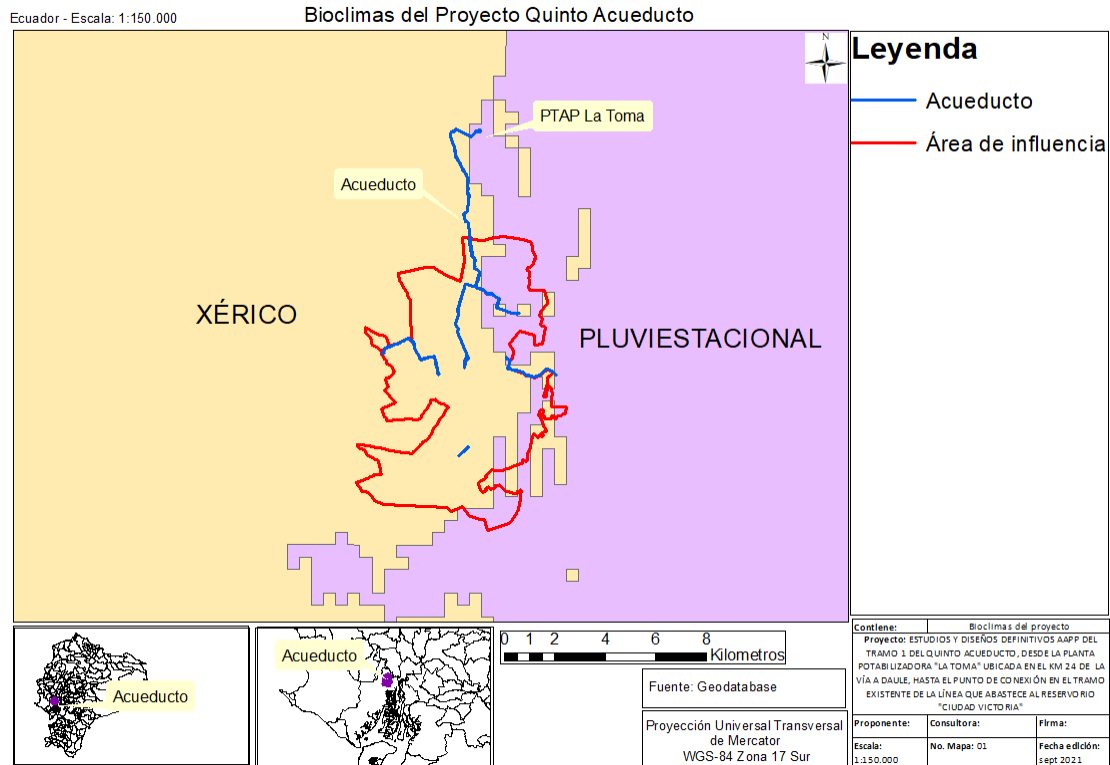 Ecuador - Escala: 1:150.000
Bioclimas del Proyecto Quinto Acueducto
N
Leyenda
Acueducto
Área de influencia
PTAP La Toma
Acueducto
XÉRICO
PLUVIESTACIONAL
Acueducto
Acueducto
0 1 2 4 6 8
Kilometros
Fuente: Geodatabase
Proyección Universal Transversal
de Mercator
WGS-84 Zona 17 Sur
Contiene: Bioclimas del proyecto
Proyecto: ESTUDIOS Y DISEÑOS DEFINITIVOS AAPP DEL
TRAMO 1 DEL QUINTO ACUEDUCTO, DESDE LA PLANTA
POTABILIZADORA "LA TOMA" UBICADA EN EL KM 24 DE LA
VÍA A DAULE, HASTA EL PUNTO DE CONEXIÓN EN EL TRAMO
EXISTENTE DE LA LÍNEA QUE ABASTECE AL RESERVORIO
"CIUDAD VICTORIA"
Proponente: Consultora: Firma:
Escala: No. Mapa: 01 Fecha edición:
1:150.000 sept 2021